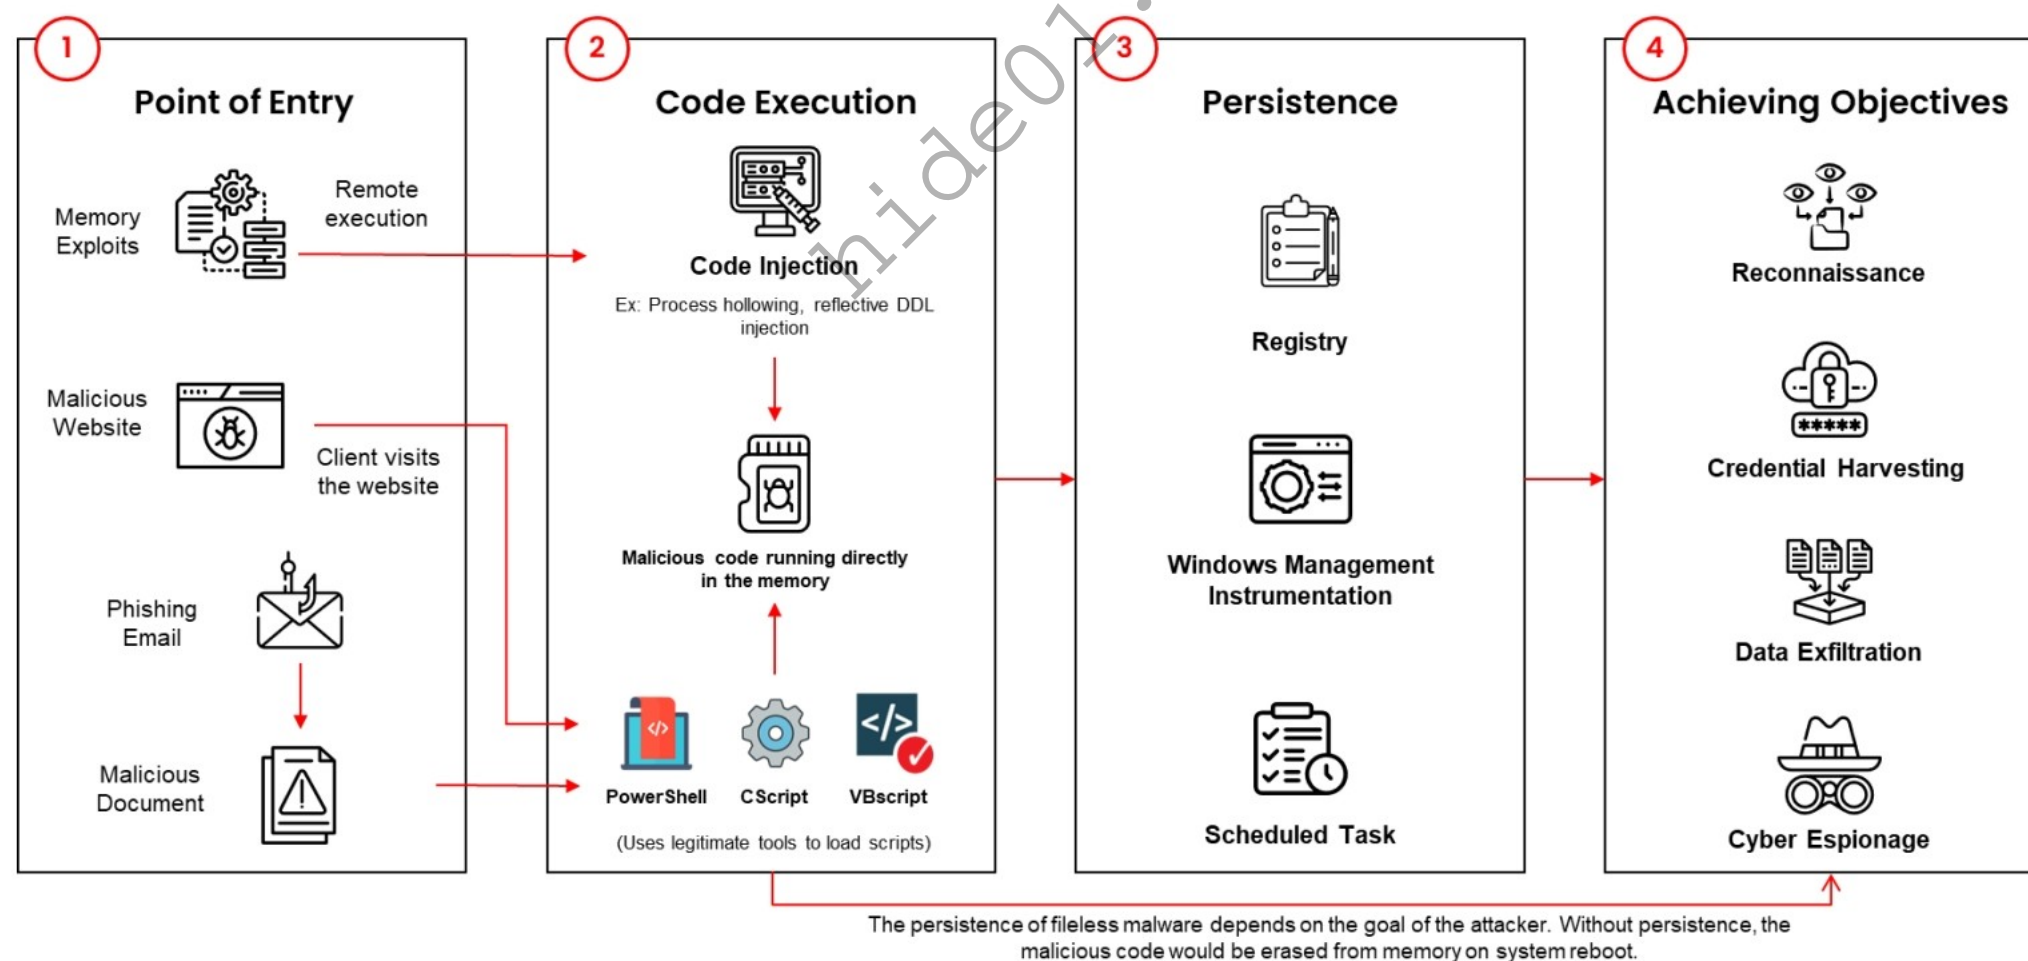 1
Point of Entry
Memory
Exploits
Remote
execution
Malicious
Website
Client visits
the website
Phishing
Email
Malicious
Document
2
Code Execution
Code Injection
Ex: Process hollowing, reflective DDL
injection
Malicious code running directly
in the memory
</>
</>
PowerShell
CScript
VBscript
(Uses legitimate tools to load scripts)
3
Persistence
Registry
Windows Management
Instrumentation
Scheduled Task
4
Achieving Objectives
Reconnaissance
*****
Credential Harvesting
Data Exfiltration
Cyber Espionage
The persistence of fileless malware depends on the goal of the attacker. Without persistence, the
malicious code would be erased from memory on system reboot.
hide01.